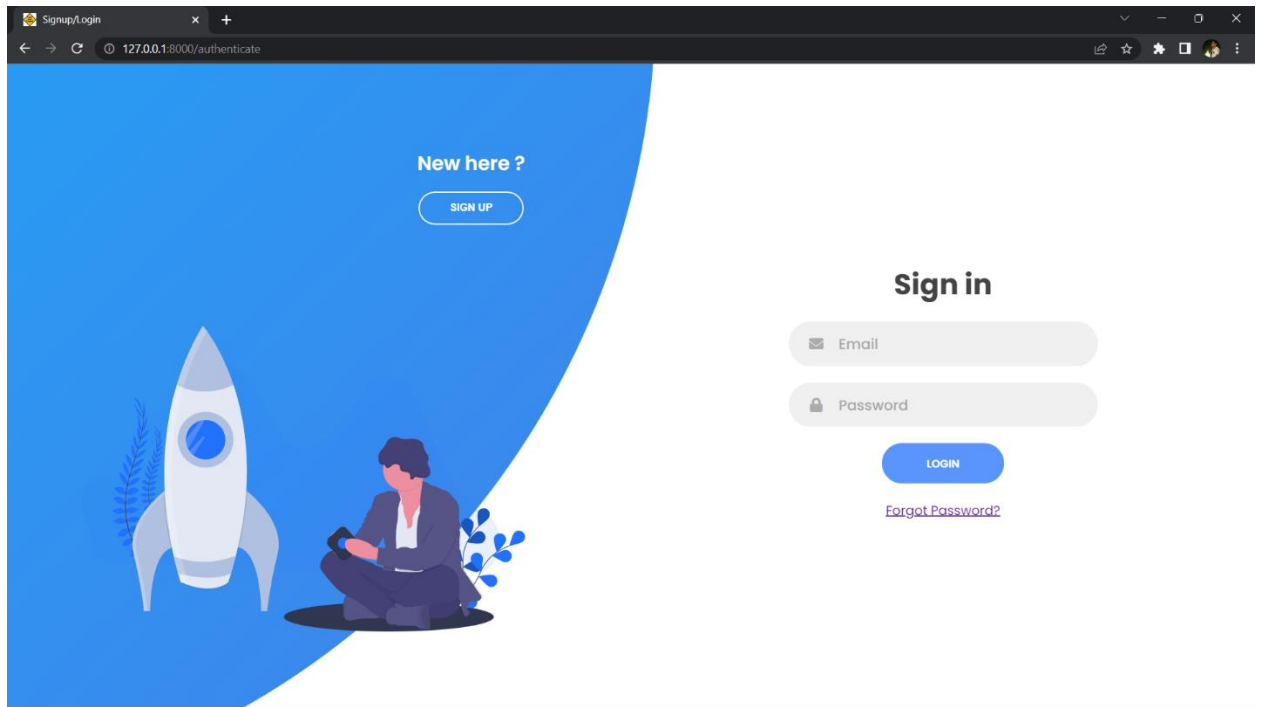 Signup/Login
127.0.0.1:8000/authenticate
New here ?
SIGN UP
Sign in
Email
Password
LOGIN
Forgot Password?